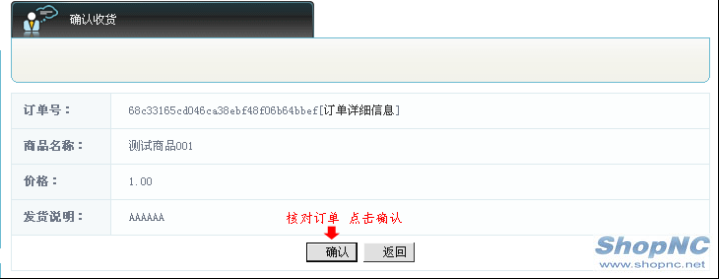 确认收货
订单号： 68c33165cd046ca38ebf48f06b64bbef[订单详细信息]
商品名称： 测试商品001
价格： 1.00
发货说明： AAAAAA
核对订单 点击确认
确认 返回
ShopNC
www.shopnc.net